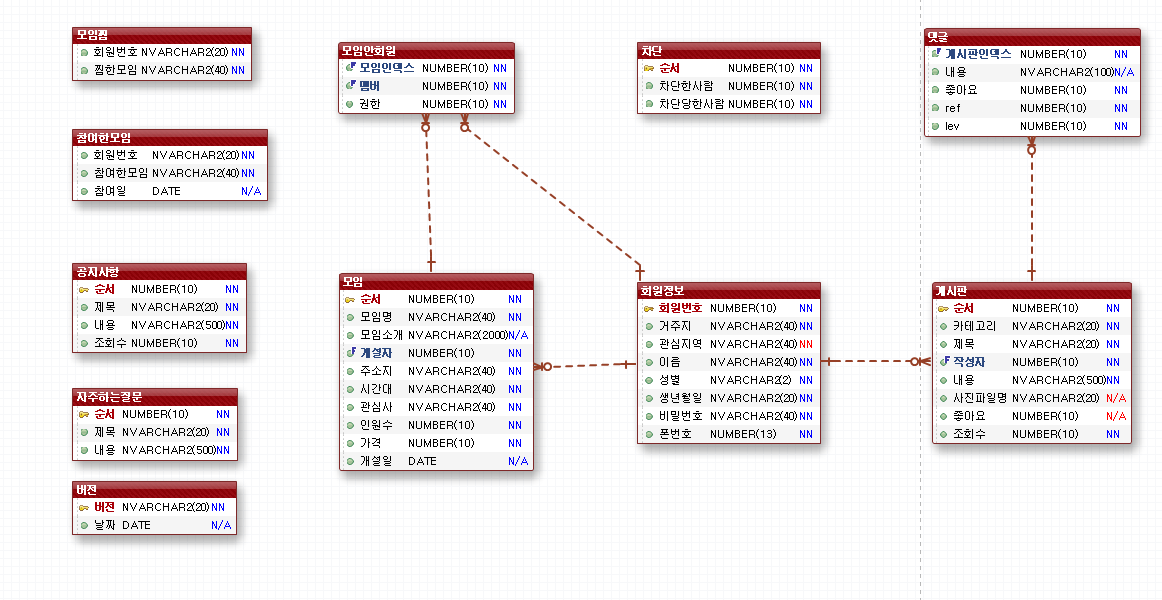 모임찜
회원번호 NVARCHAR2(20) NN
찜한모임 NVARCHAR2(40) NN
참여한모임
회원번호 NVARCHAR2(20) NN
참여한모임 NVARCHAR2(40) NN
참여일 DATE N/A
공지사항
순서 NUMBER(10) NN
제목 NVARCHAR2(20) NN
내용 NVARCHAR2(500) NN
조회수 NUMBER(10) NN
자주하는질문
순서 NUMBER(10) NN
제목 NVARCHAR2(20) NN
내용 NVARCHAR2(500) NN
버전
버전 NVARCHAR2(20) NN
날짜 DATE N/A
모임안회원
모임인덱스 NUMBER(10) NN
멤버 NUMBER(10) NN
권한 NUMBER(10) NN
모임
순서 NUMBER(10) NN
모임명 NVARCHAR2(40) NN
모임소개 NVARCHAR2(2000) N/A
개설자 NUMBER(10) NN
주소지 NVARCHAR2(40) NN
시간대 NVARCHAR2(40) NN
관심사 NVARCHAR2(40) NN
인원수 NUMBER(10) NN
가격 NUMBER(10) NN
개설일 DATE N/A
차단
순서 NUMBER(10) NN
차단한사람 NUMBER(10) NN
차단당한사람 NUMBER(10) NN
회원정보
회원번호 NUMBER(10) NN
거주지 NVARCHAR2(40) NN
관심지역 NVARCHAR2(40) NN
이름 NVARCHAR2(40) NN
성별 NVARCHAR2(2) NN
생년월일 NVARCHAR2(20) NN
비밀번호 NVARCHAR2(40) NN
폰번호 NUMBER(13) NN
댓글
게시판인덱스 NUMBER(10) NN
내용 NVARCHAR2(100) N/A
좋아요 NUMBER(10) NN
ref NUMBER(10) NN
lev NUMBER(10) NN
게시판
순서 NUMBER(10) NN
카테고리 NVARCHAR2(20) NN
제목 NVARCHAR2(20) NN
작성자 NUMBER(10) NN
내용 NVARCHAR2(500) NN
사진파일명 NVARCHAR2(20) N/A
좋아요 NUMBER(10) N/A
조회수 NUMBER(10) NN